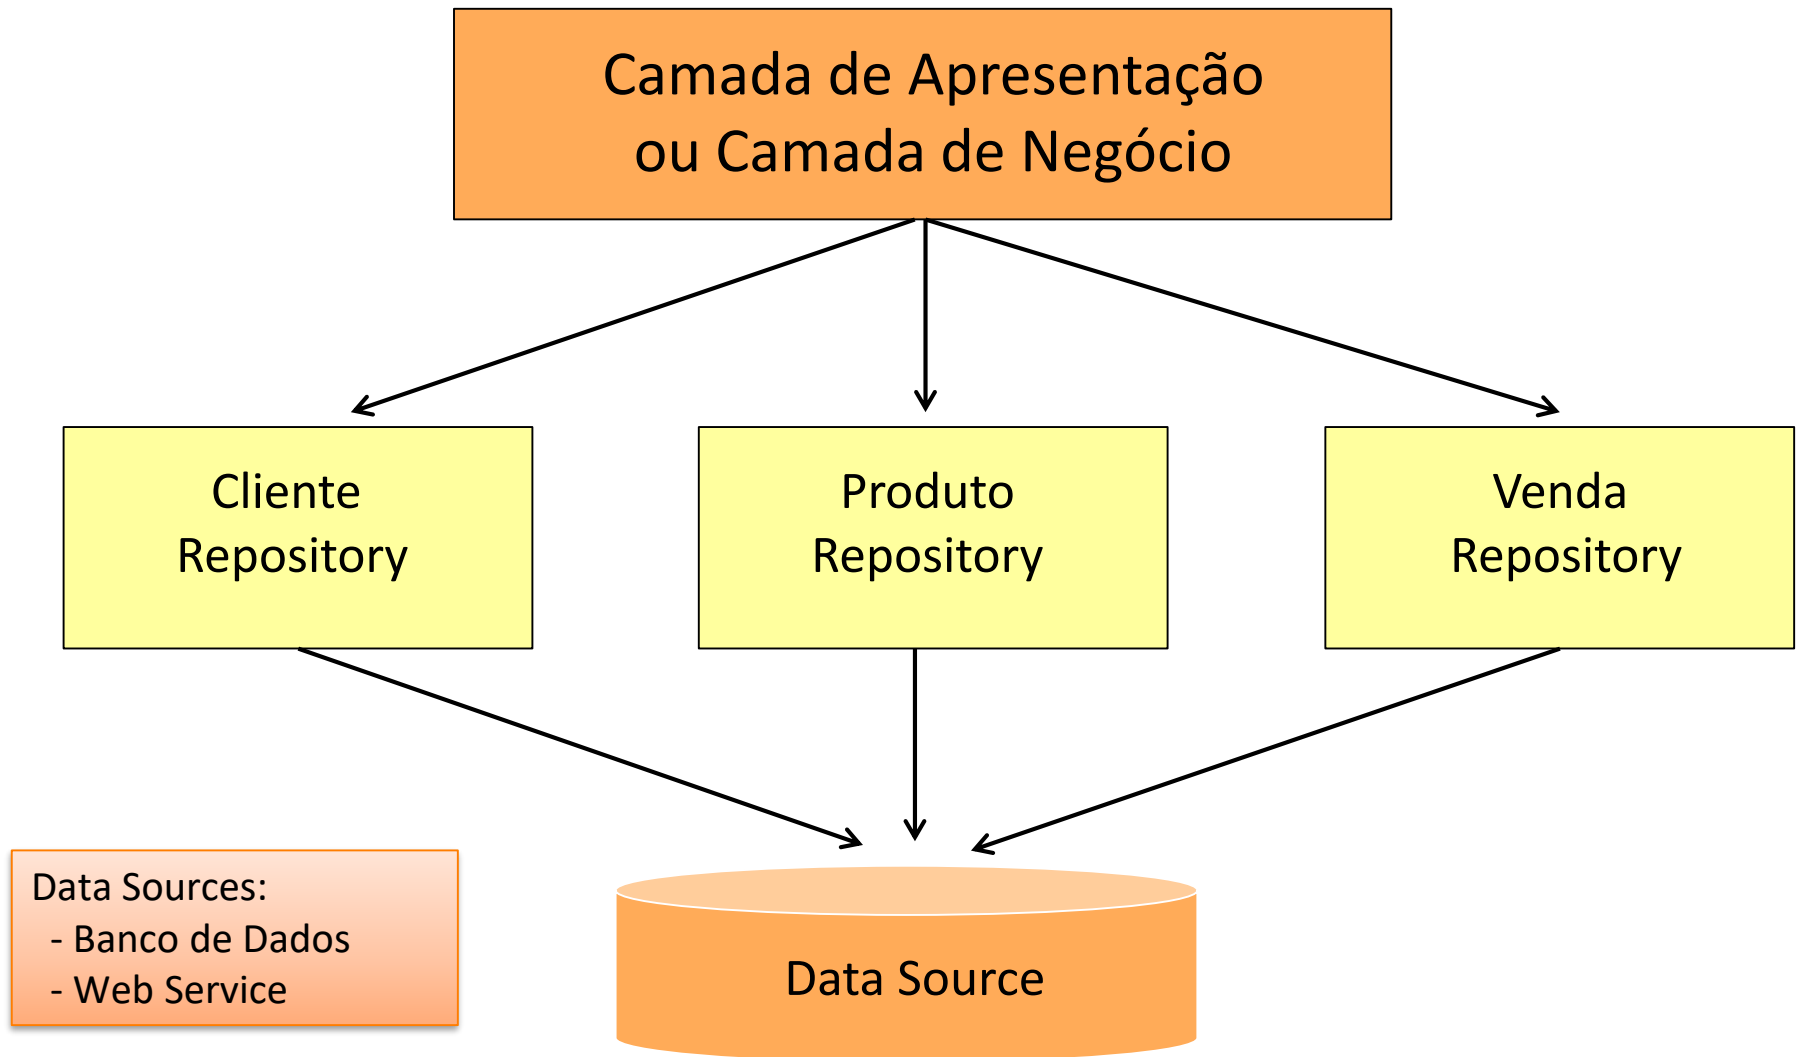 Camada de Apresentação
ou Camada de Negócio
Cliente
Repository
Produto
Repository
Venda
Repository
Data Sources:
- Banco de Dados
- Web Service
Data Source